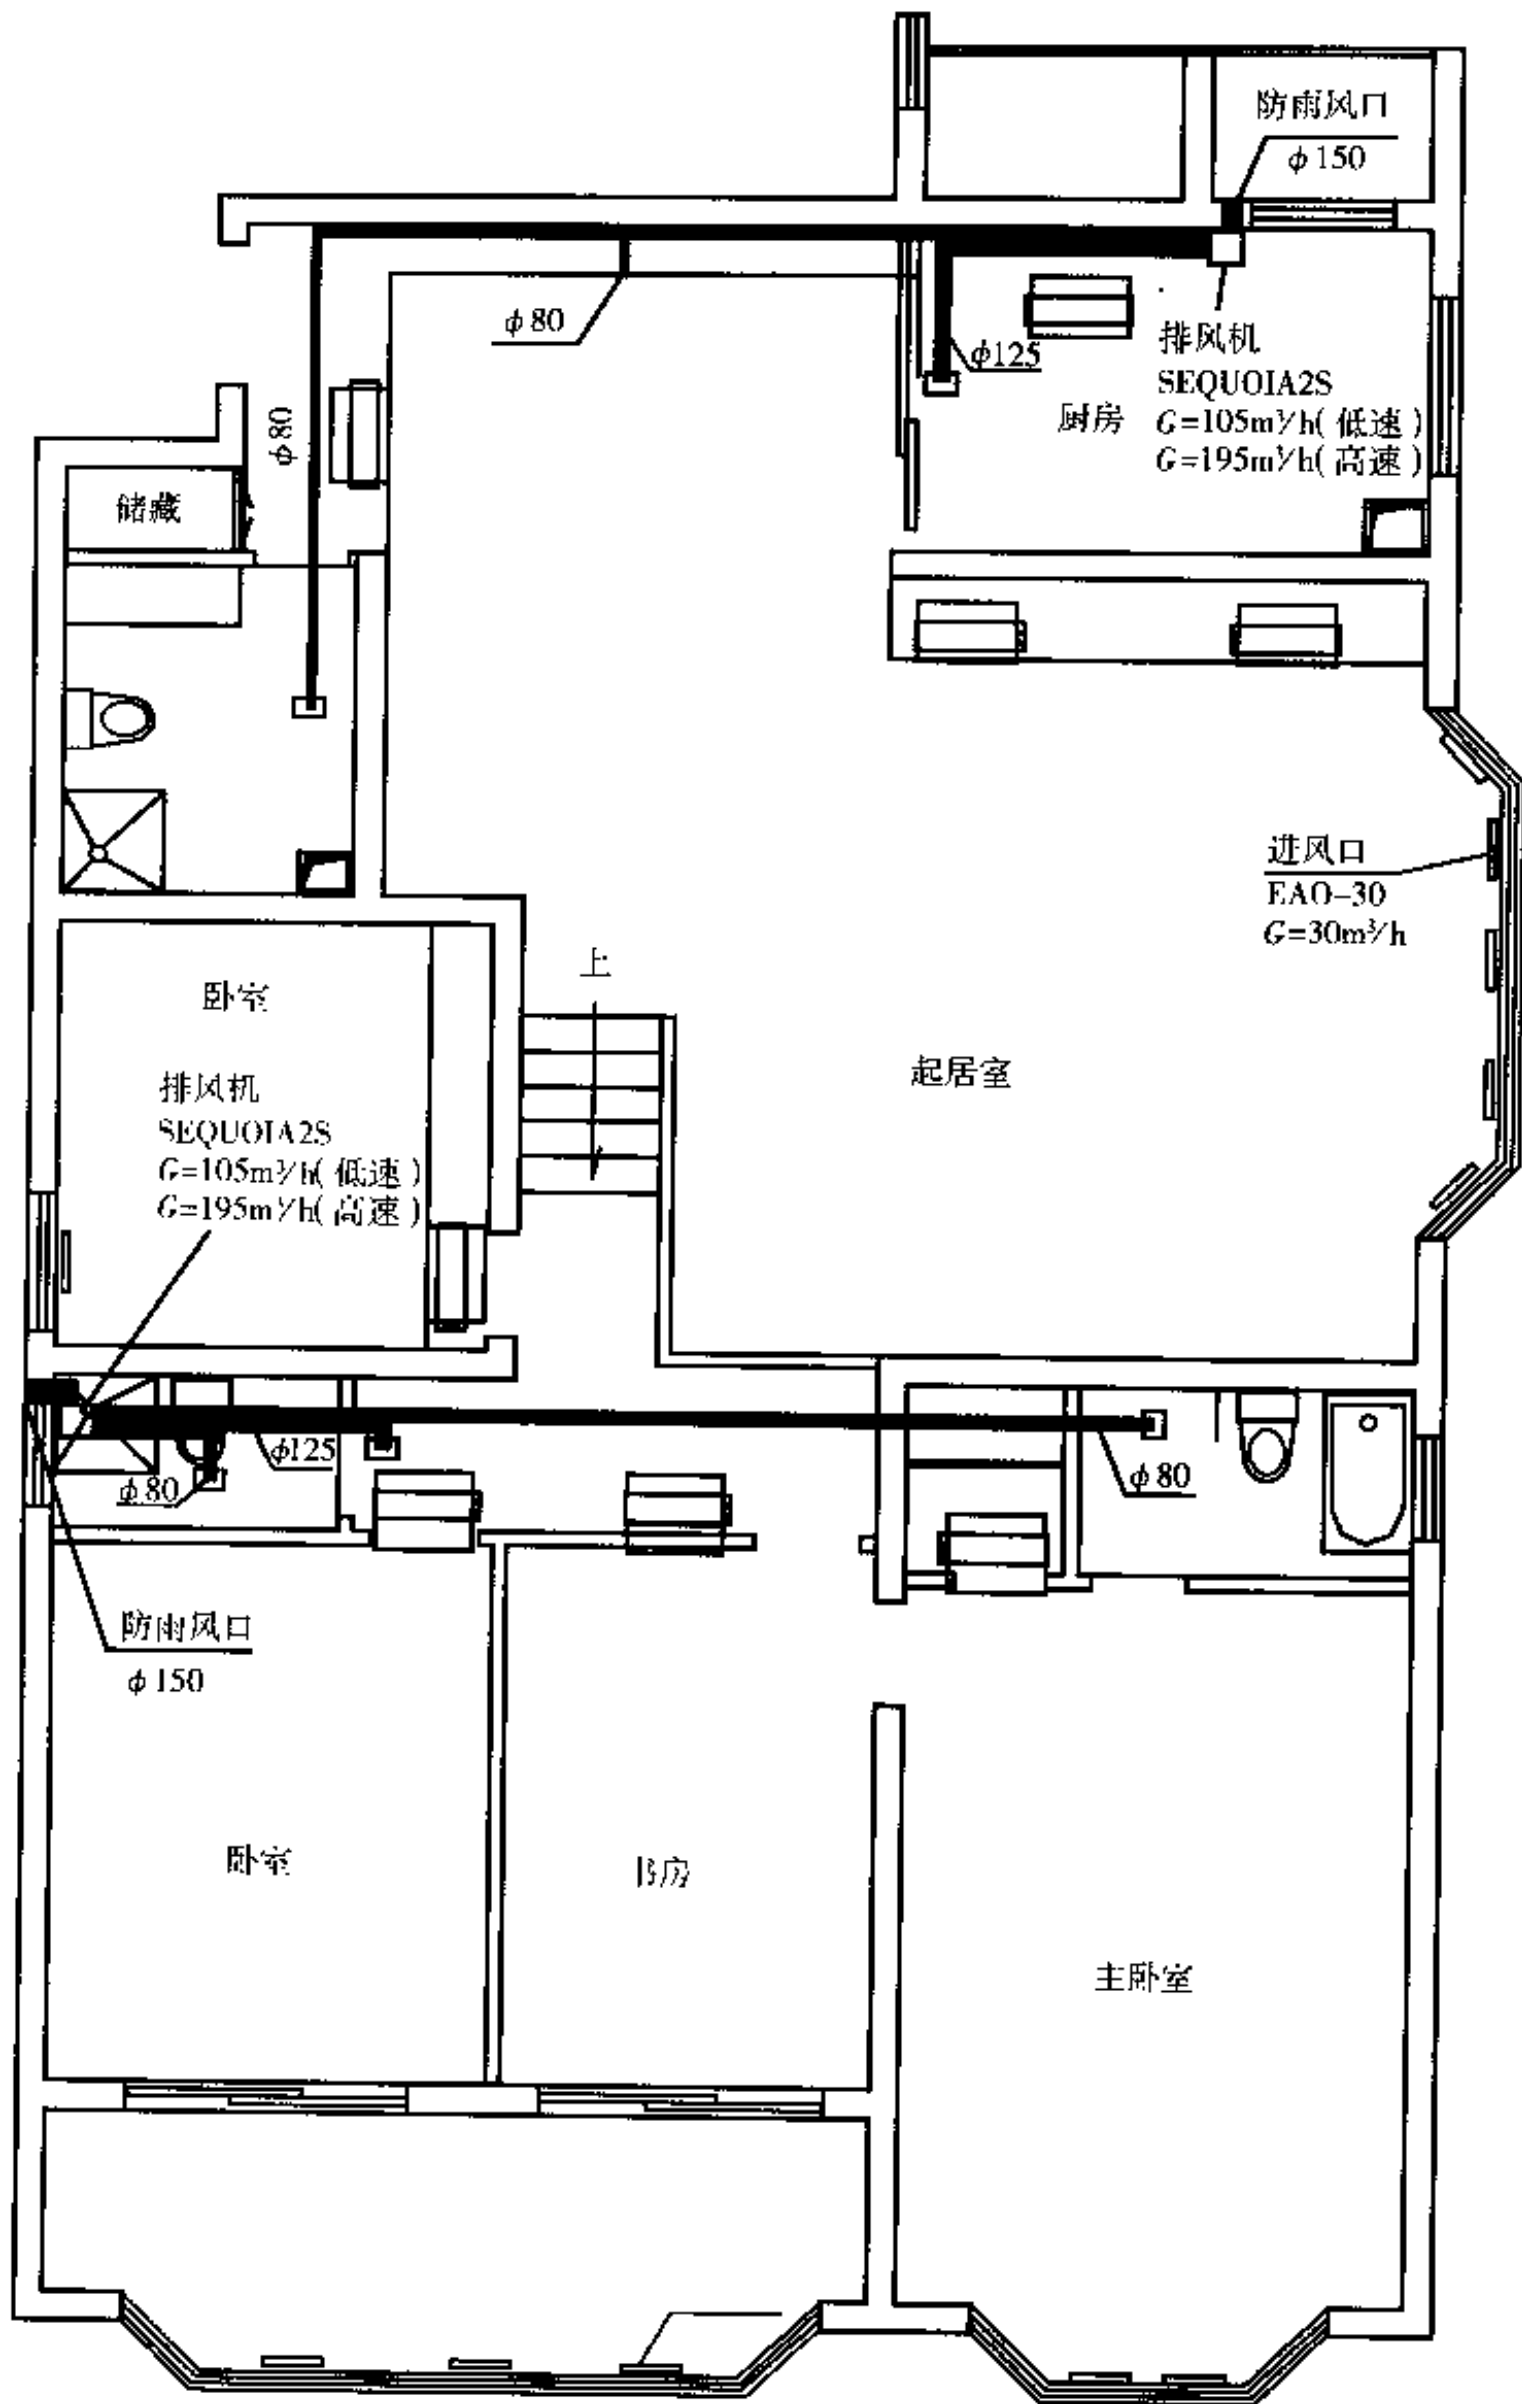 防雨风口
ϕ150
ϕ80
ϕ125
排风机
SEQUOIA2S
G=105m³/h(低速)
G=195m³/h(高速)
厨房
ϕ80
储藏
进风口
EAO-30
G=30m³/h
上
卧室
起居室
排风机
SEQUOIA2S
G=105m³/h(低速)
G=195m³/h(高速)
ϕ125
ϕ80
ϕ80
防雨风口
ϕ150
卧室
书房
主卧室